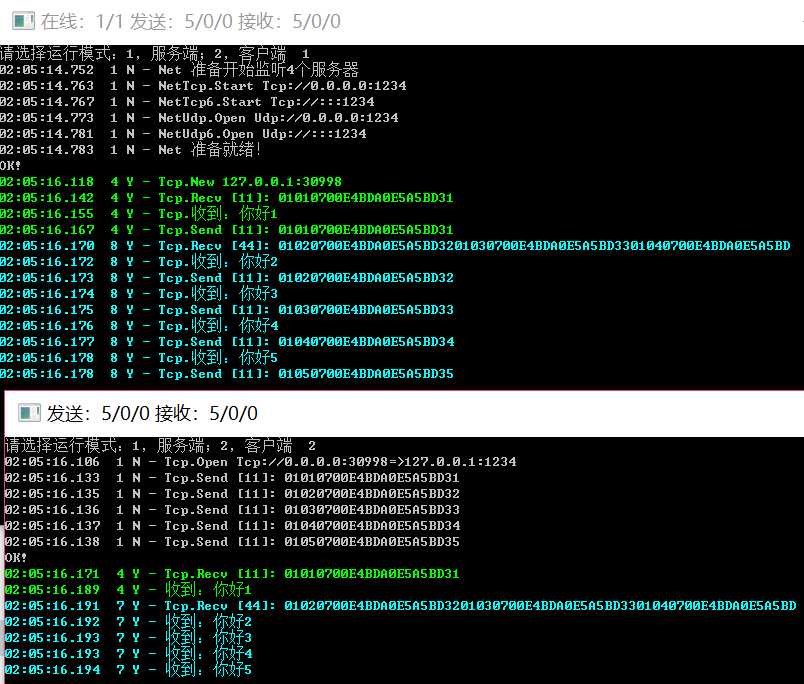 在线：1/1 发送：5/0/0 接收：5/0/0
请选择运行模式：1，服务端；2，客户端  1
02:05:14.752  1 N - Net 准备开始监听4个服务器
02:05:14.763  1 N - NetTcp.Start Tcp://0.0.0.0:1234
02:05:14.767  1 N - NetTcp6.Start Tcp://:::1234
02:05:14.773  1 N - NetUdp.Open Udp://0.0.0.0:1234
02:05:14.781  1 N - NetUdp6.Open Udp://:::1234
02:05:14.783  1 N - Net 准备就绪！
OK!
02:05:16.118  4 Y - Tcp.New 127.0.0.1:30998
02:05:16.142  4 Y - Tcp.Recv [11]: 01010700E4BDA0E5A5BD31
02:05:16.155  4 Y - Tcp.收到：你好1
02:05:16.167  4 Y - Tcp.Send [11]: 01010700E4BDA0E5A5BD31
02:05:16.170  8 Y - Tcp.Recv [44]: 01020700E4BDA0E5A5BD3201030700E4BDA0E5A5BD3301040700E4BDA0E5A5BD
02:05:16.172  8 Y - Tcp.收到：你好2
02:05:16.173  8 Y - Tcp.Send [11]: 01020700E4BDA0E5A5BD32
02:05:16.174  8 Y - Tcp.收到：你好3
02:05:16.175  8 Y - Tcp.Send [11]: 01030700E4BDA0E5A5BD33
02:05:16.176  8 Y - Tcp.收到：你好4
02:05:16.177  8 Y - Tcp.Send [11]: 01040700E4BDA0E5A5BD34
02:05:16.178  8 Y - Tcp.收到：你好5
02:05:16.178  8 Y - Tcp.Send [11]: 01050700E4BDA0E5A5BD35
发送：5/0/0 接收：5/0/0
请选择运行模式：1，服务端；2，客户端  2
02:05:16.106  1 N - Tcp.Open Tcp://0.0.0.0:30998=>127.0.0.1:1234
02:05:16.133  1 N - Tcp.Send [11]: 01010700E4BDA0E5A5BD31
02:05:16.135  1 N - Tcp.Send [11]: 01020700E4BDA0E5A5BD32
02:05:16.136  1 N - Tcp.Send [11]: 01030700E4BDA0E5A5BD33
02:05:16.137  1 N - Tcp.Send [11]: 01040700E4BDA0E5A5BD34
02:05:16.138  1 N - Tcp.Send [11]: 01050700E4BDA0E5A5BD35
OK!
02:05:16.171  4 Y - Tcp.Recv [11]: 01010700E4BDA0E5A5BD31
02:05:16.189  4 Y - 收到：你好1
02:05:16.191  7 Y - Tcp.Recv [44]: 01020700E4BDA0E5A5BD3201030700E4BDA0E5A5BD3301040700E4BDA0E5A5BD
02:05:16.192  7 Y - 收到：你好2
02:05:16.193  7 Y - 收到：你好3
02:05:16.193  7 Y - 收到：你好4
02:05:16.194  7 Y - 收到：你好5